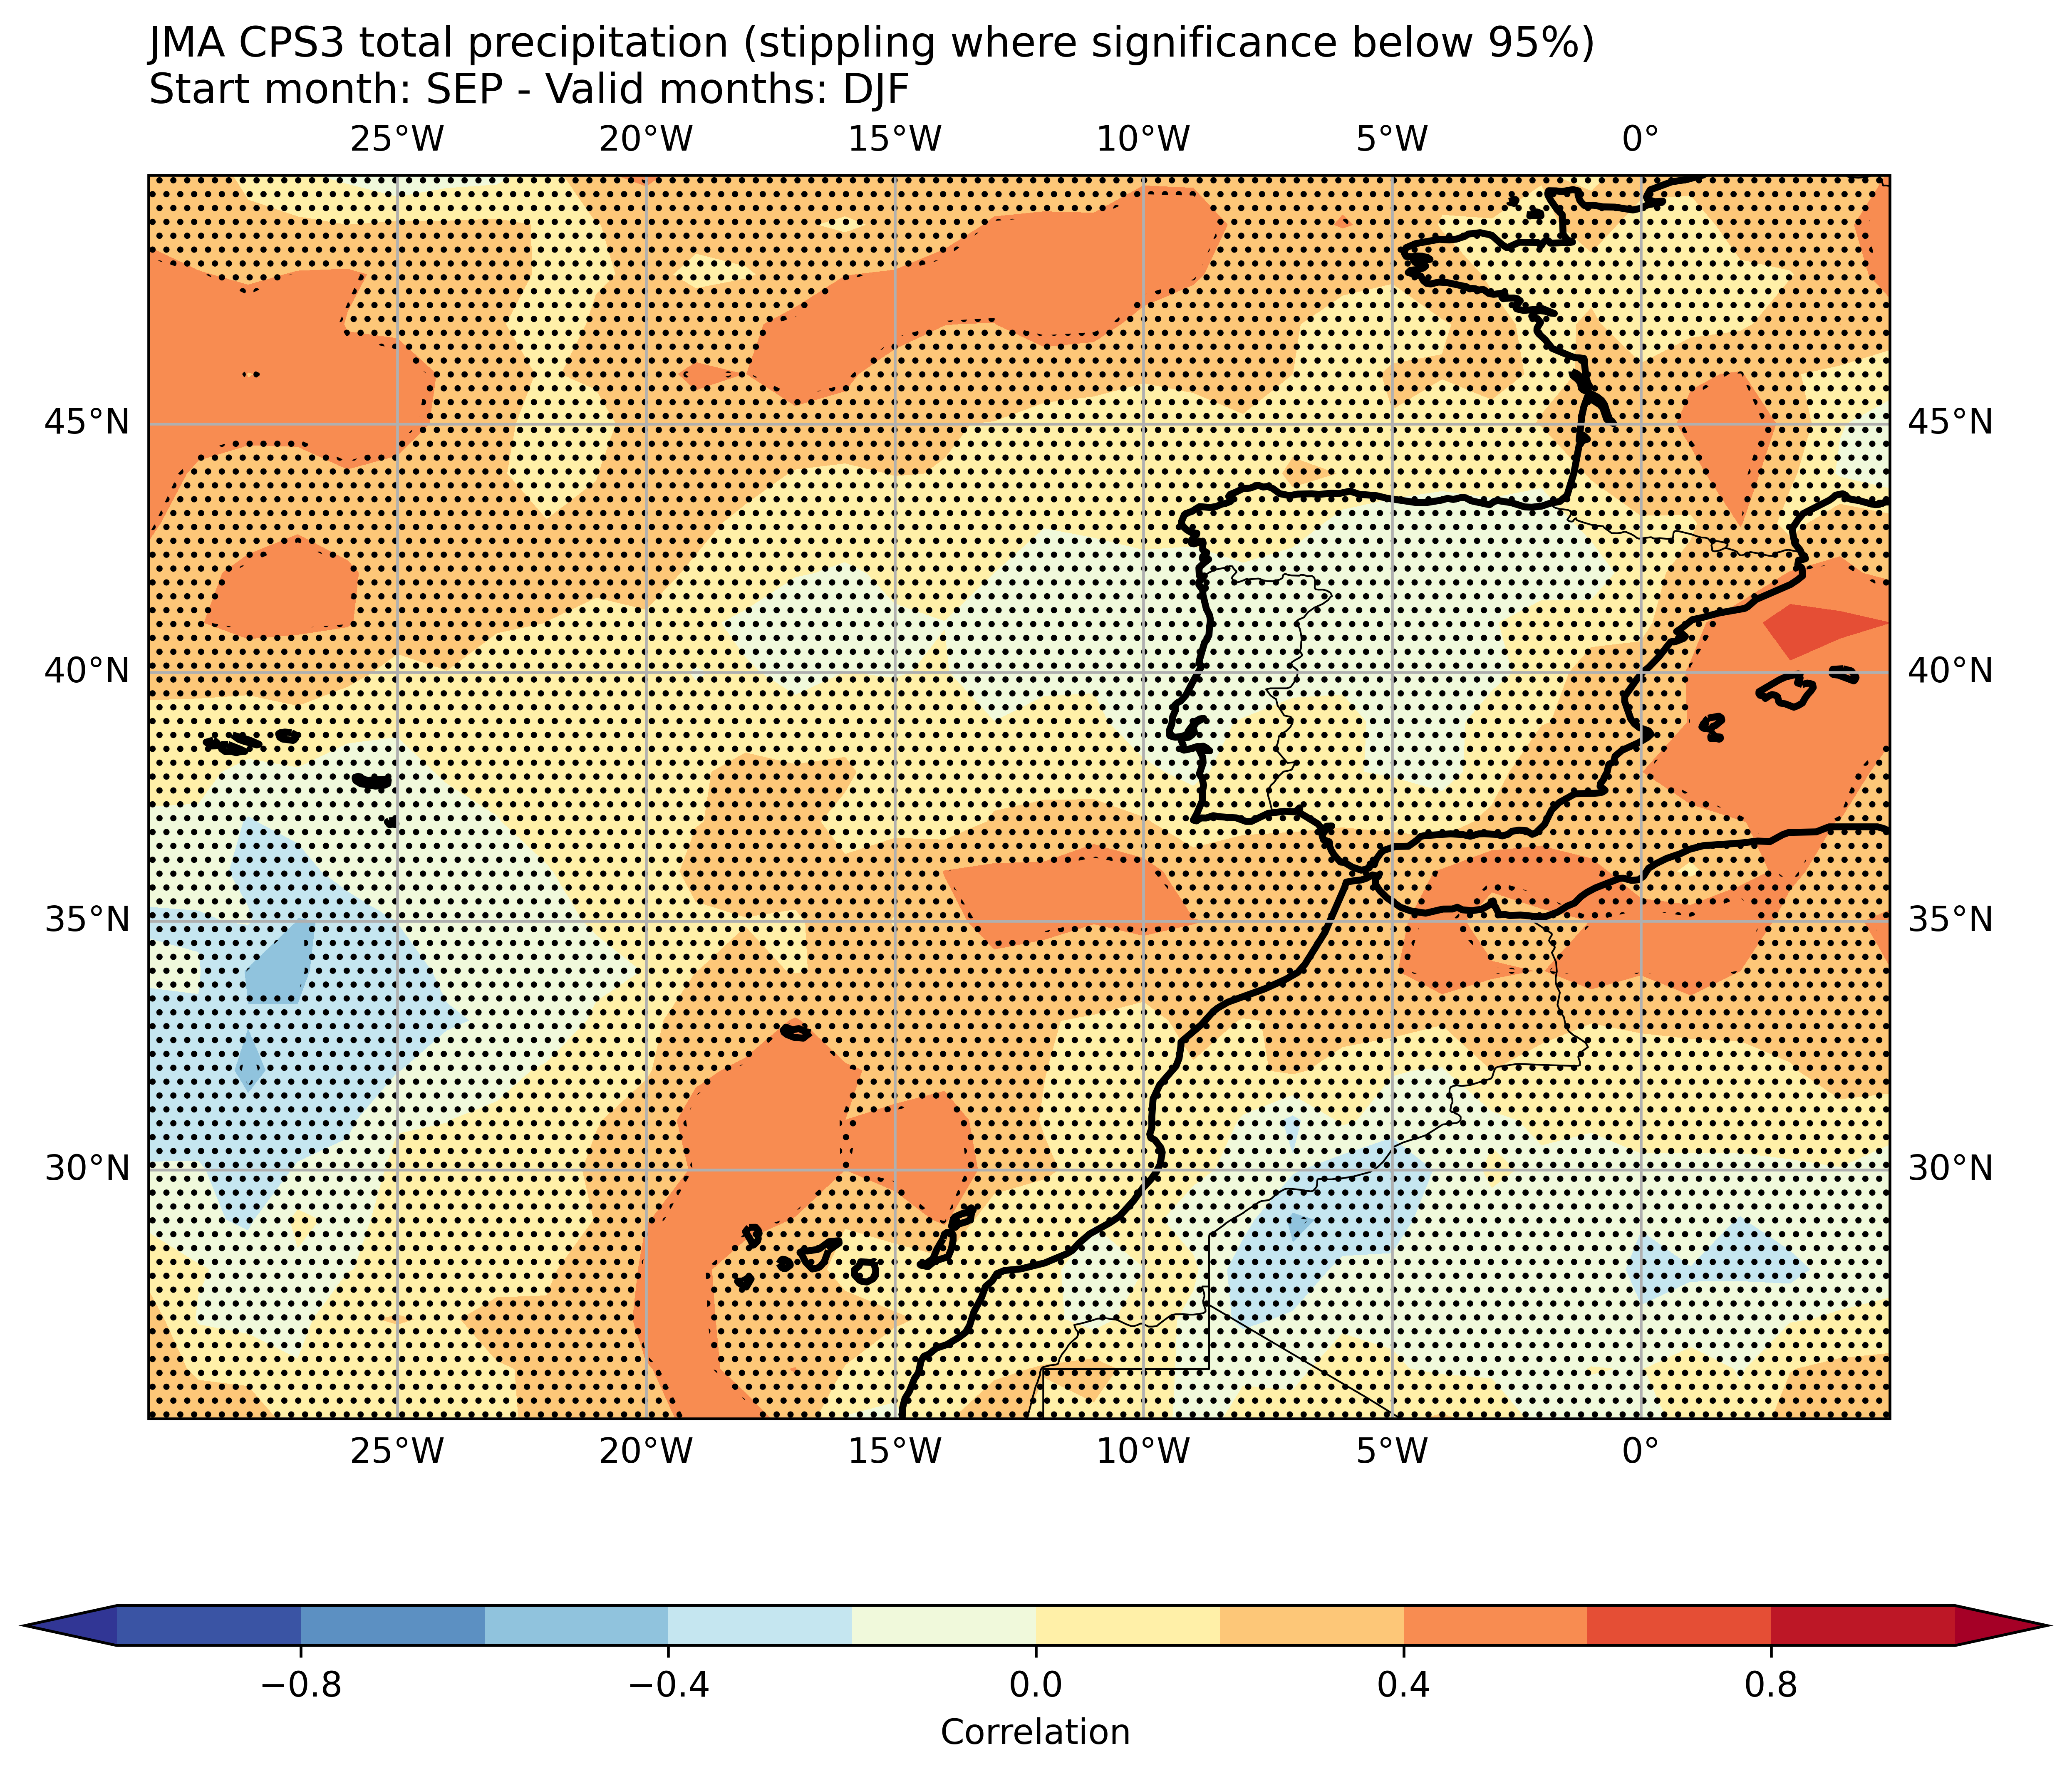 JMA CPS3 total precipitation (stippling where significance below 95%)
Start month: SEP - Valid months: DJF
25°W 20°W 15°W 10°W 5°W 0°
45°N 45°N
40°N 40°N
35°N 35°N
30°N 30°N
25°W 20°W 15°W 10°W 5°W 0°
−0.8 −0.4 0.0 0.4 0.8
Correlation